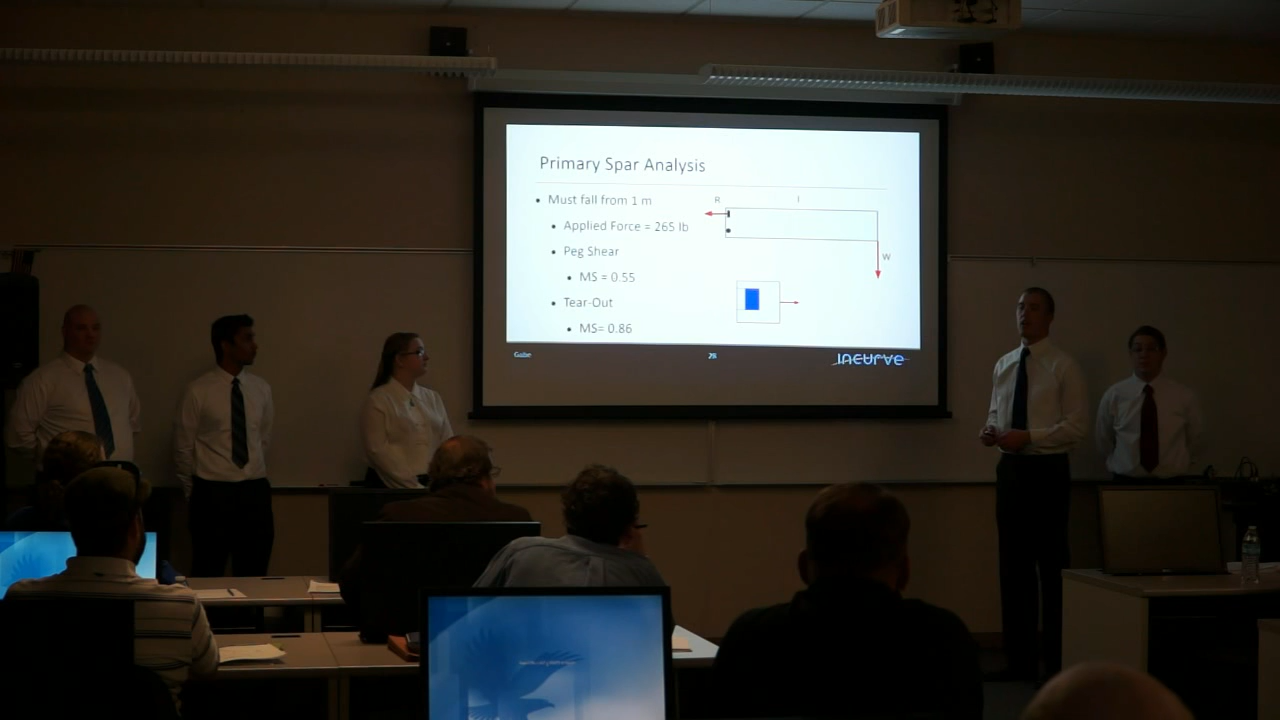 Primary Spar Analysis
• Must fall from 1 m
• Applied Force = 265 lb
• Peg Shear
• MS = 0.55
• Tear-Out
• MS= 0.86
R
l
W
Gabe
28
incurve